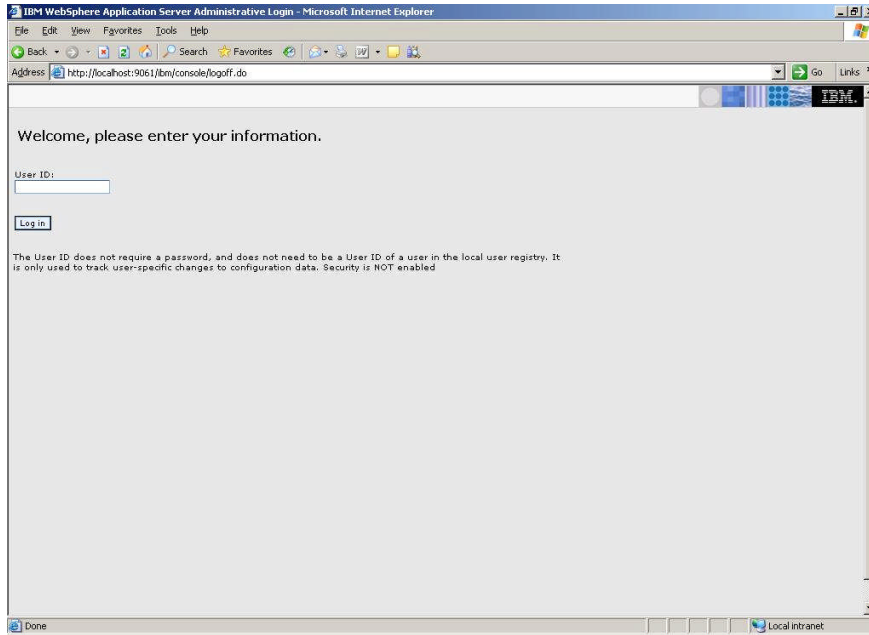 IBM WebSphere Application Server Administrative Login - Microsoft Internet Explorer
File Edit View Favorites Tools Help
Back Search Favorites
Address http://localhost:9061/ibm/console/logoff.do Go Links
IBM.
Welcome, please enter your information.
User ID:
Log in
The User ID does not require a password, and does not need to be a User ID of a user in the local user registry. It
is only used to track user-specific changes to configuration data. Security is NOT enabled
Done Local intranet